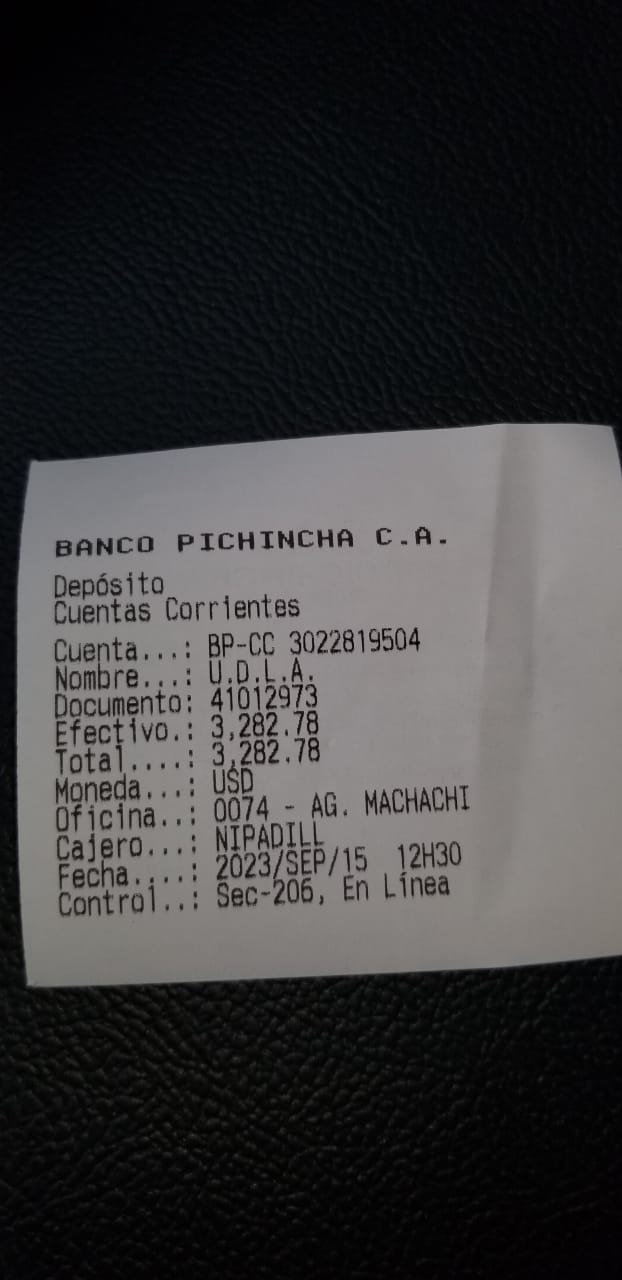 BANCO PICHINCHA C.A.
Depósito
Cuentas Corrientes
Cuenta...: BP-CC 3022819504
Nombre...: U.D.L.A.
Documento: 41012973
Efectivo.: 3,282.78
Total....: 3,282.78
Moneda...: USD
Oficina..: 0074 - AG. MACHACHI
Cajero...: NIPADILL
Fecha....: 2023/SEP/15 12H30
Control..: Sec-206, En Línea